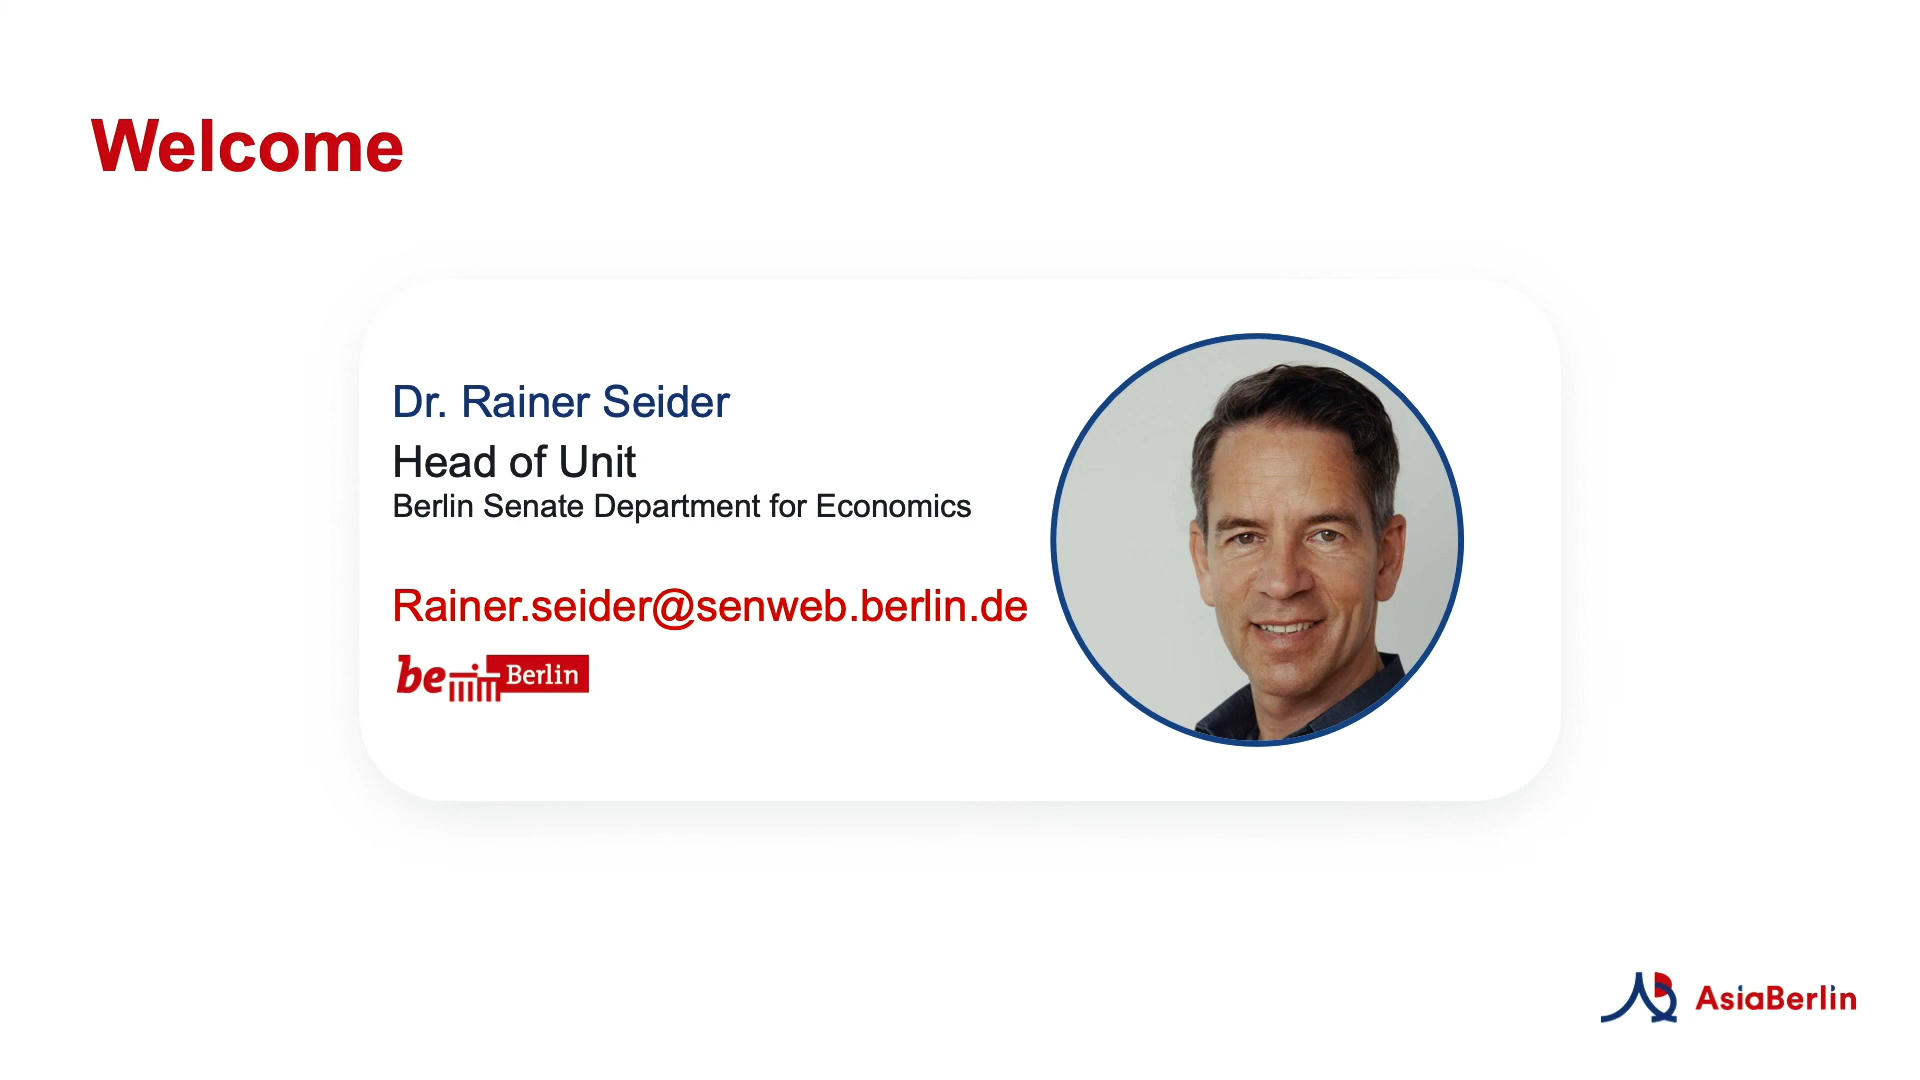 Welcome
Dr. Rainer Seider
Head of Unit
Berlin Senate Department for Economics
Rainer.seider@senweb.berlin.de
be Berlin
AsiaBerlin